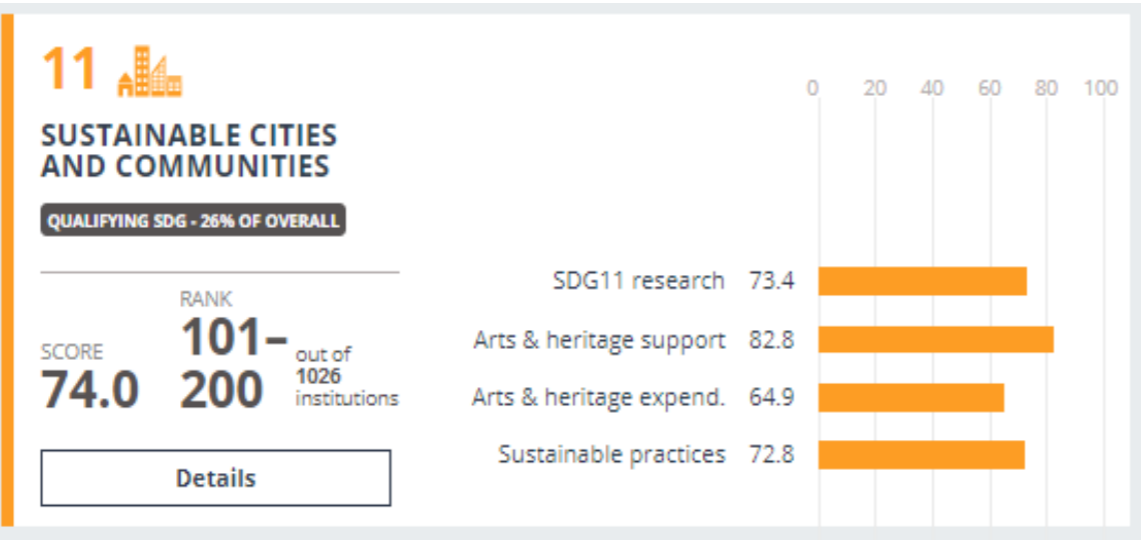 11
SUSTAINABLE CITIES
AND COMMUNITIES
QUALIFYING SDG - 26% OF OVERALL
SCORE
74.0
RANK
101–
200
out of
1026
institutions
Details
0 20 40 60 80 100
SDG11 research 73.4
Arts & heritage support 82.8
Arts & heritage expend. 64.9
Sustainable practices 72.8